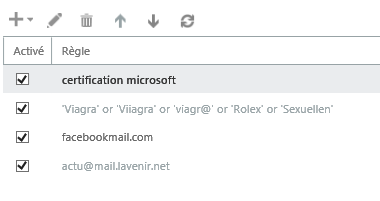 Activé Règle
certification microsoft
'Viagra' or 'Viiagra' or 'viagr@' or 'Rolex' or 'Sexuellen'
facebookmail.com
actu@mail.lavenir.net